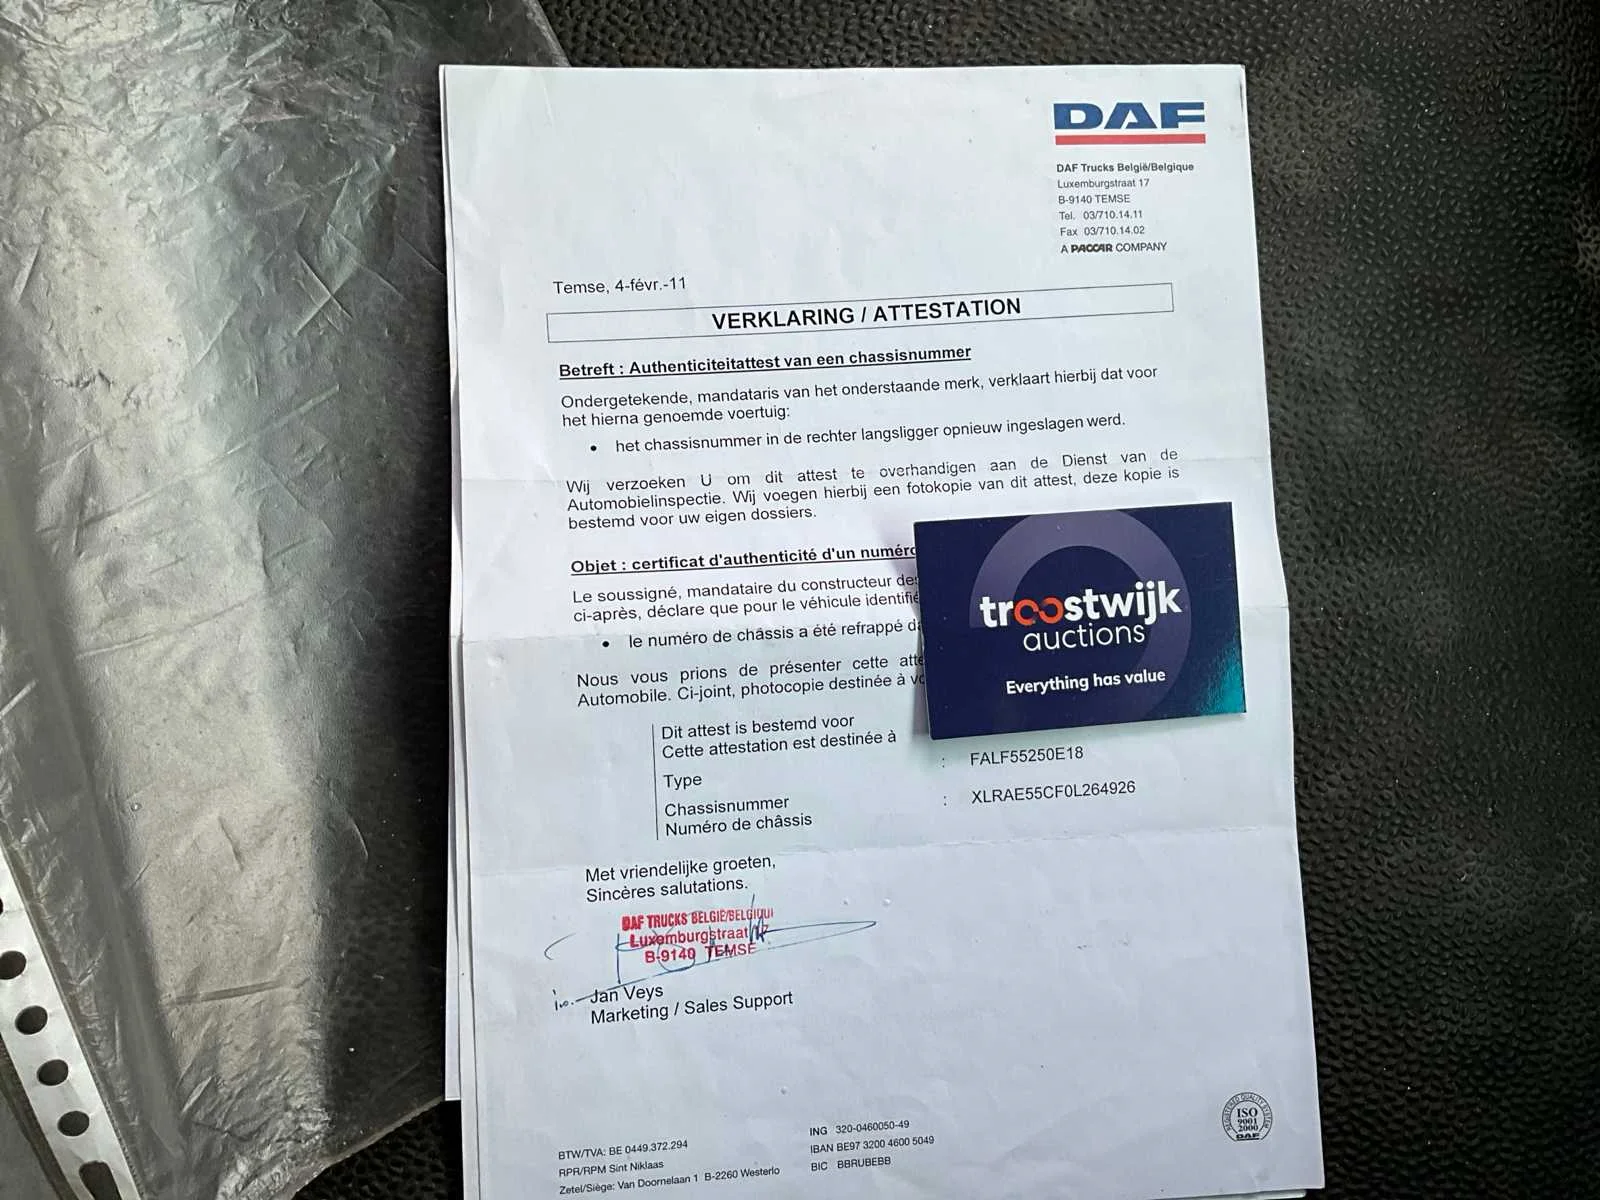 DAF
DAF Trucks België/Belgique
Luxemburgstraat 17
B-9140 TEMSE
Tel. 03/710.14.11
Fax 03/710.14.02
A PACCAR COMPANY
Temse, 4-févr.-11
VERKLARING / ATTESTATION
Betreft : Authenticiteitattest van een chassisnummer
Ondergetekende, mandataris van het onderstaande merk, verklaart hierbij dat voor
het hierna genoemde voertuig:
• het chassisnummer in de rechter langsligger opnieuw ingeslagen werd.
Wij verzoeken U om dit attest te overhandigen aan de Dienst van de
Automobielinspectie. Wij voegen hierbij een fotokopie van dit attest, deze kopie is
bestemd voor uw eigen dossiers.
Objet : certificat d'authenticité d'un numéro
Le soussigné, mandataire du constructeur des
ci-après, déclare que pour le véhicule identifié
• le numéro de châssis a été refrappé da
Nous vous prions de présenter cette atte
Automobile. Ci-joint, photocopie destinée à vo
troostwijk
auctions
Everything has value
Dit attest is bestemd voor
Cette attestation est destinée à
Type : FALF55250E18
Chassisnummer : XLRAE55CF0L264926
Numéro de châssis
Met vriendelijke groeten,
Sincères salutations.
DAF TRUCKS BELGIË/BELGIQUE
Luxemburgstraat 17
B-9140 TEMSE
Jan Veys
Marketing / Sales Support
BTW/TVA: BE 0449.372.294
RPR/RPM Sint Niklaas
Zetel/Siège: Van Doornelaan 1 B-2260 Westerlo
ING 320-0460050-49
IBAN BE97 3200 4600 5049
BIC BBRUBEBB
REGISTERED QUALITY SYSTEM
ISO
9001
2000
DAF